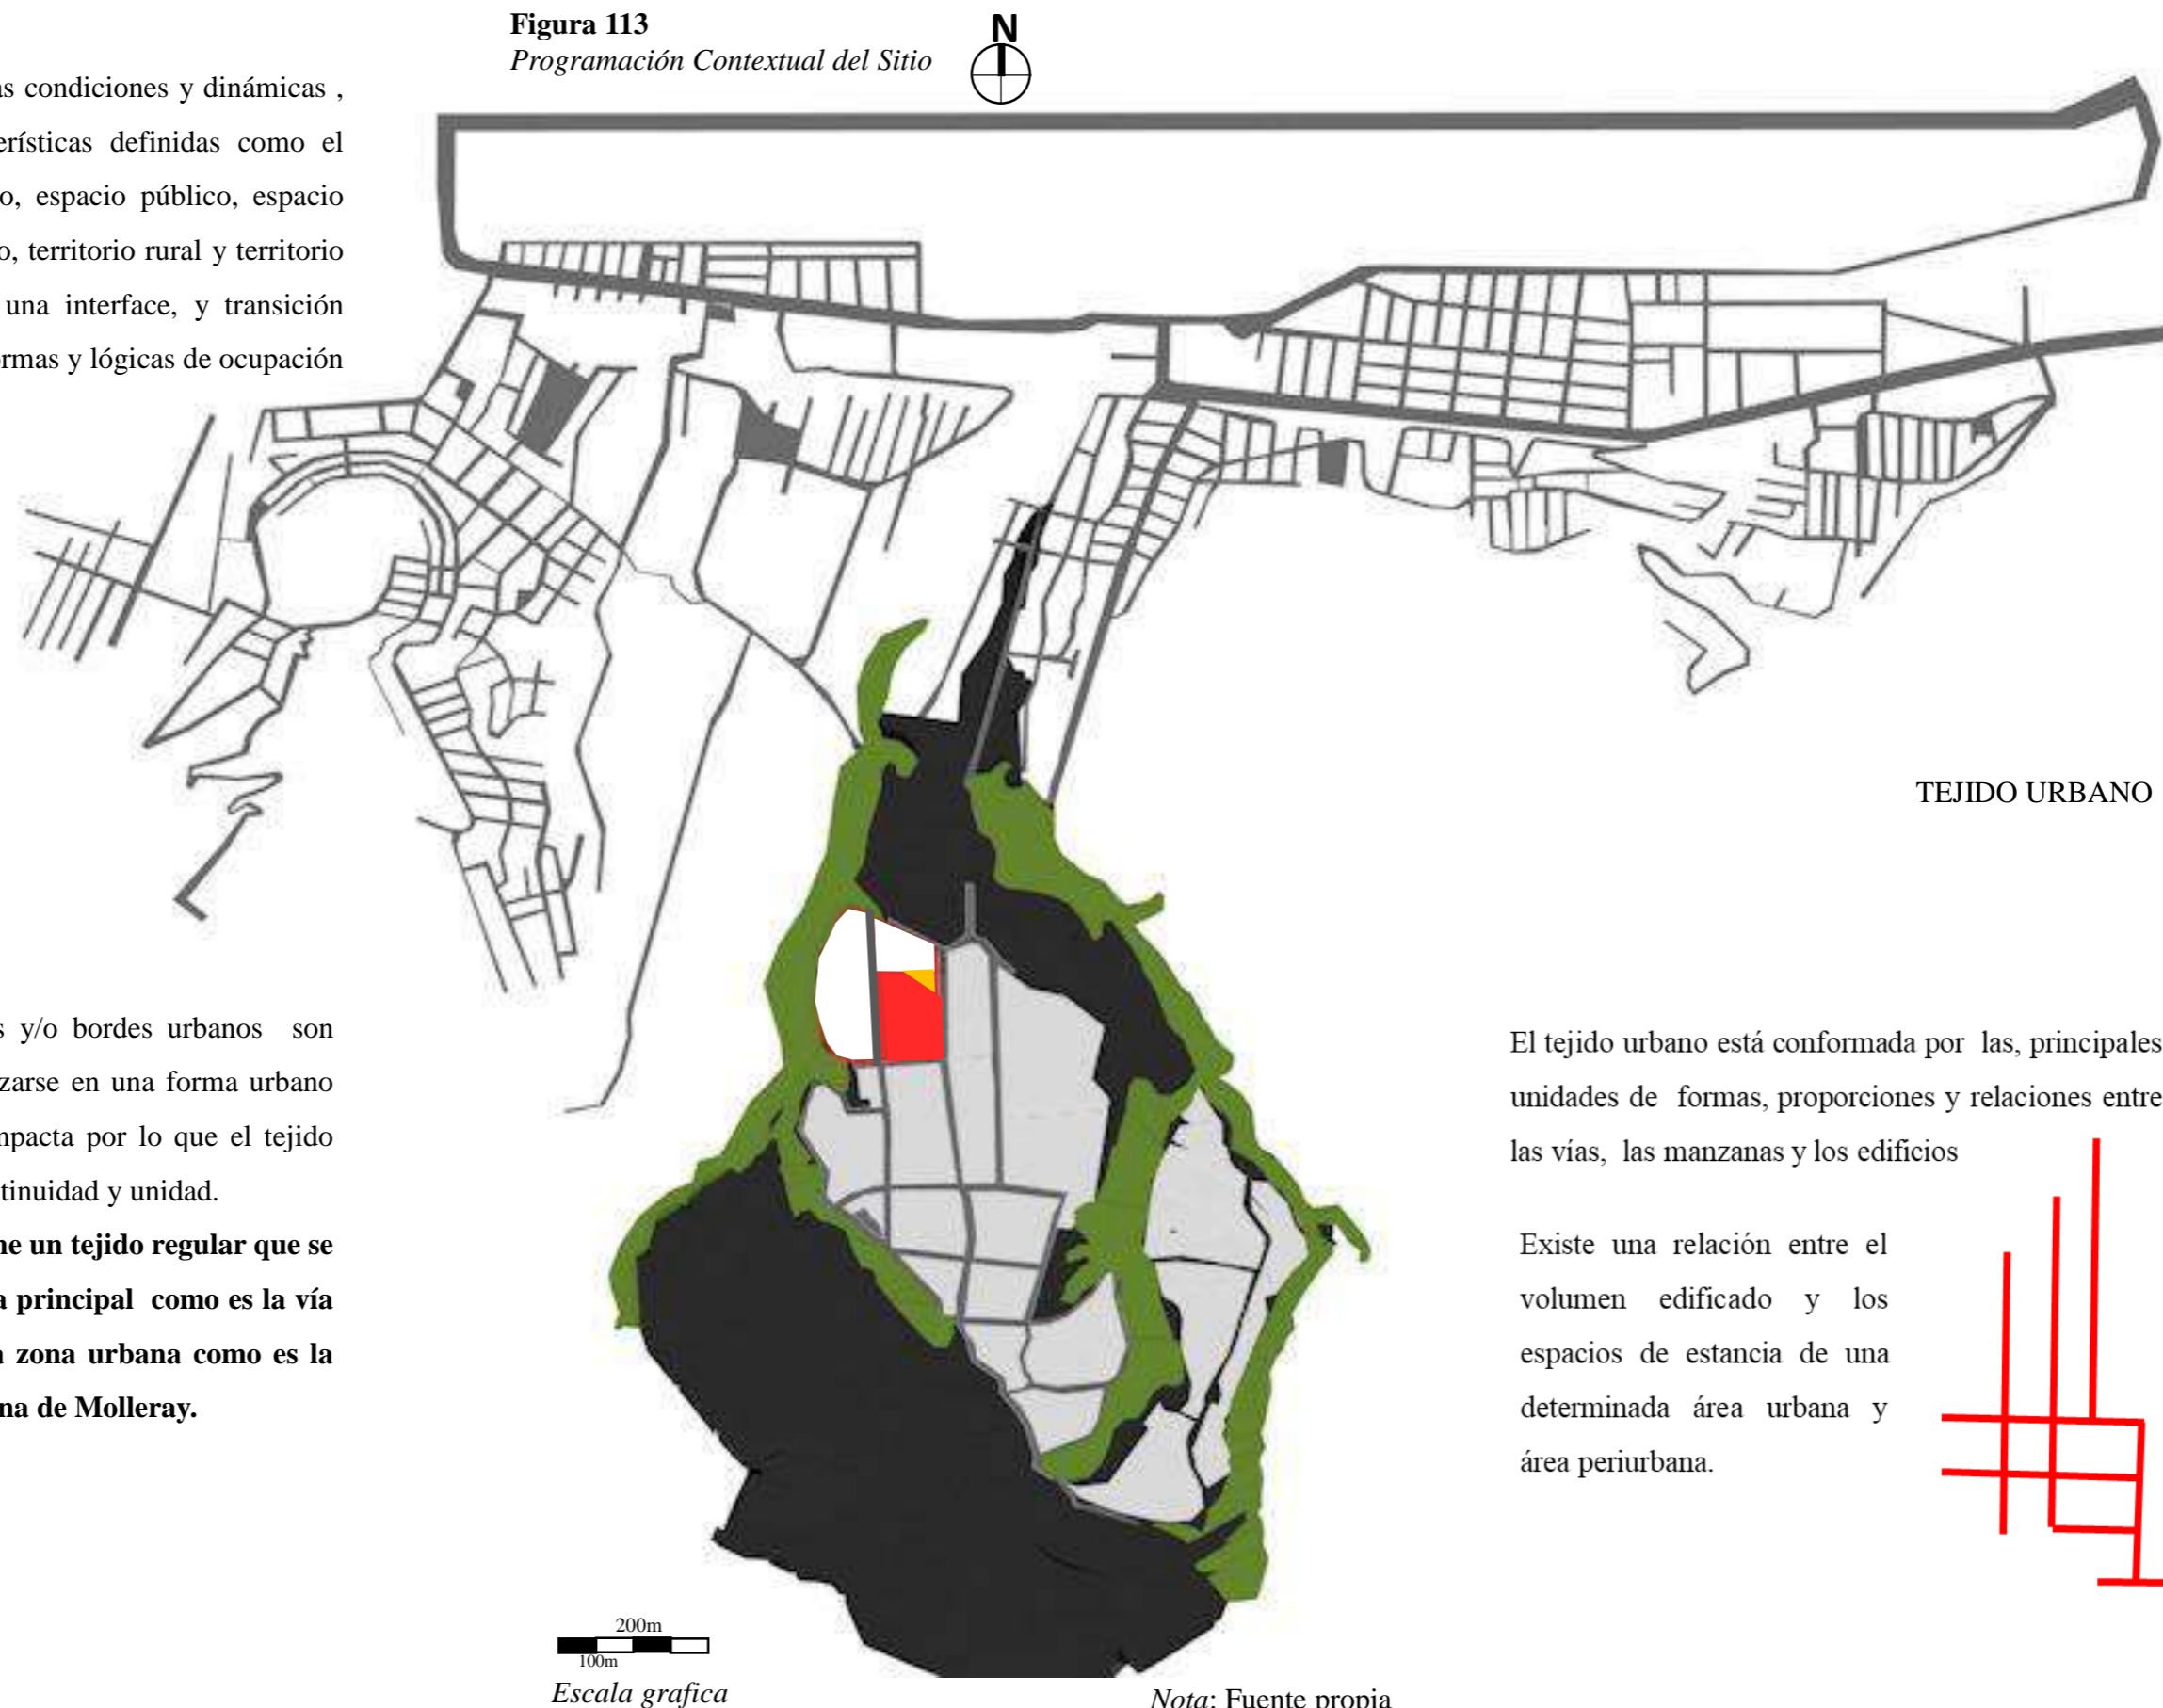 Figura 113
Programación Contextual del Sitio
N
as condiciones y dinámicas ,
erísticas definidas como el
o, espacio público, espacio
o, territorio rural y territorio
una interface, y transición
ormas y lógicas de ocupación
TEJIDO URBANO
s y/o bordes urbanos son
zarse en una forma urbano
mpacta por lo que el tejido
tinuidad y unidad.
ne un tejido regular que se
a principal como es la vía
a zona urbana como es la
na de Molleray.
El tejido urbano está conformada por las, principales
unidades de formas, proporciones y relaciones entre
las vías, las manzanas y los edificios
Existe una relación entre el
volumen edificado y los
espacios de estancia de una
determinada área urbana y
área periurbana.
200m
100m
Escala grafica
Nota: Fuente propia